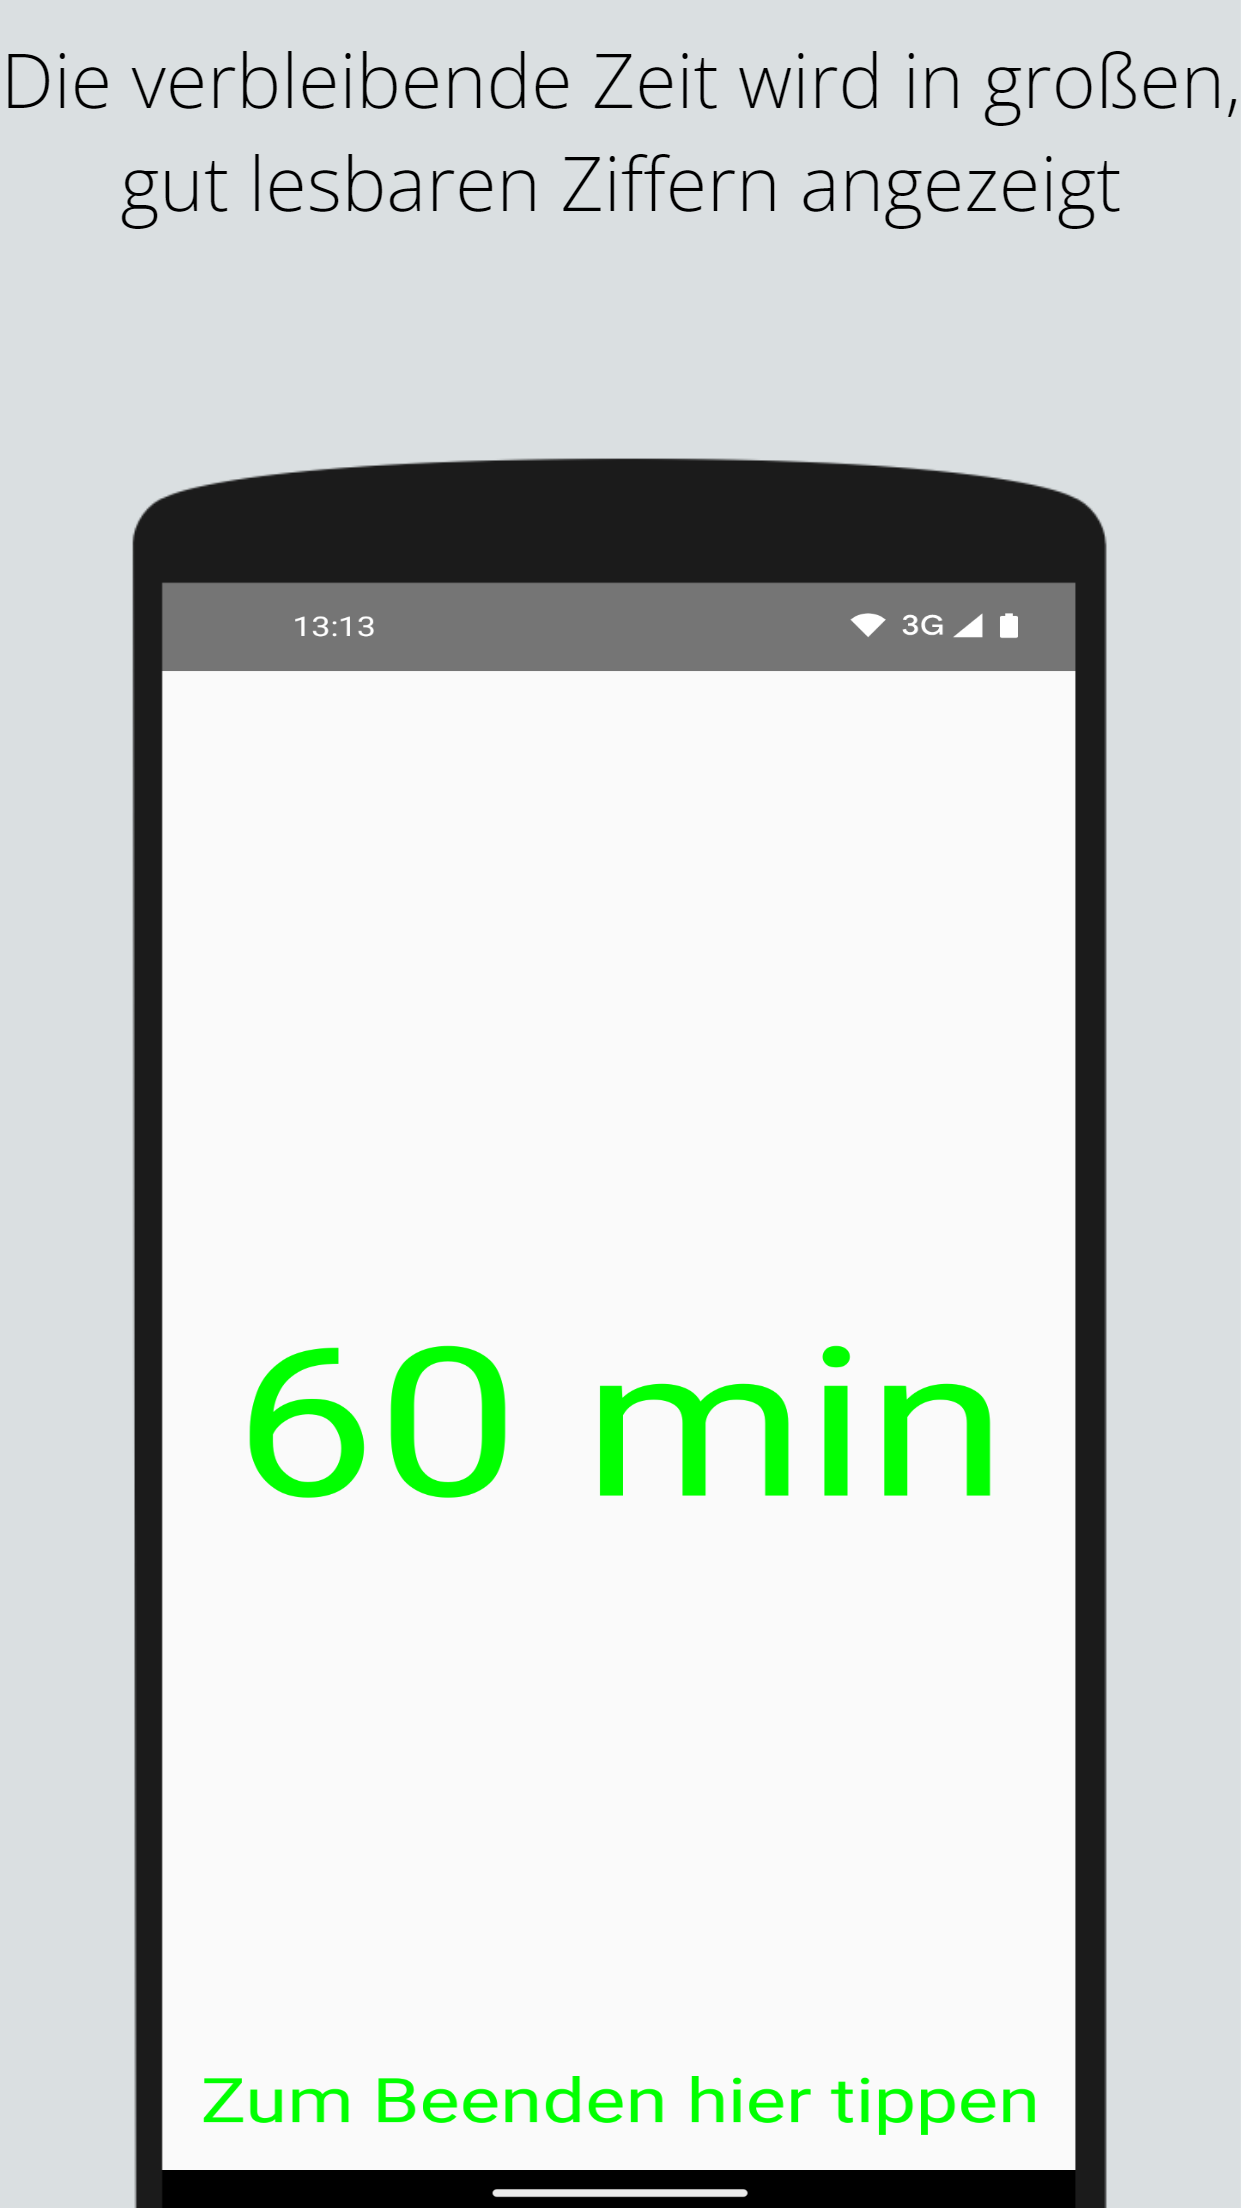 Die verbleibende Zeit wird in großen,
gut lesbaren Ziffern angezeigt
13:13 3G
60 min
Zum Beenden hier tippen